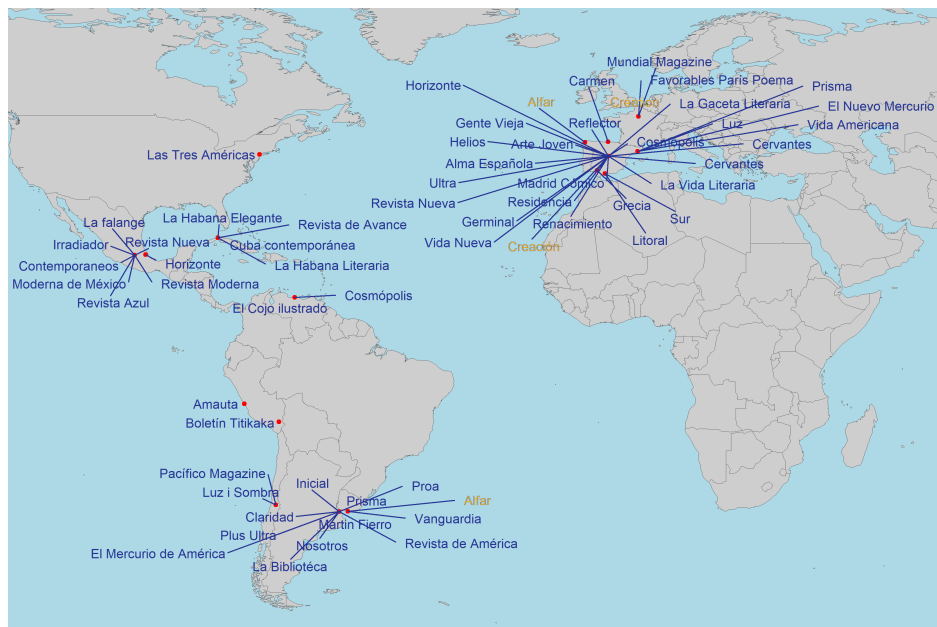 Mundial Magazine
Carmen
Favorables París Poema
Horizonte
Prisma
Alfar
Creación
La Gaceta Literaria
El Nuevo Mercurio
Gente Vieja
Reflector
Luz
Vida Americana
Helios
Arte Joven
Cosmópolis
Cervantes
Las Tres Américas
Alma Española
Cervantes
Ultra
Madrid Cómico
La Vida Literaria
Revista Nueva
Residencia
Grecia
La falange
La Habana Elegante
Revista de Avance
Germinal
Renacimiento
Sur
Irradiador
Revista Nueva
Cuba contemporánea
Vida Nueva
Creación
Litoral
Contemporaneos
Horizonte
La Habana Literaria
Moderna de México
Revista Moderna
Revista Azul
Cosmópolis
El Cojo ilustradó
Amauta
Boletín Titikaka
Pacífico Magazine
Inicial
Proa
Luz i Sombra
Prisma
Alfar
Claridad
Martín Fierro
Vanguardia
Plus Ultra
Nosotros
Revista de América
El Mercurio de América
La Bibliotéca